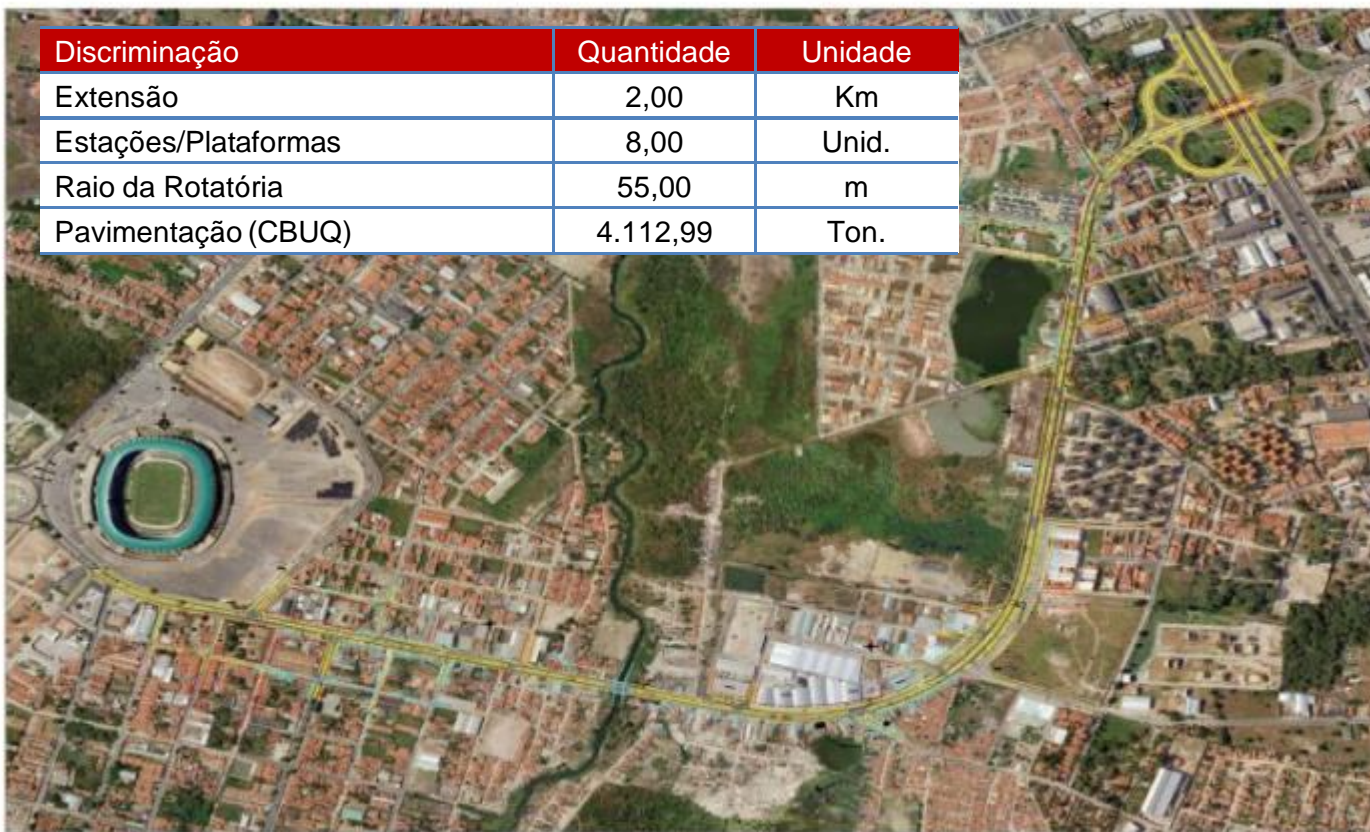 Discriminação Quantidade Unidade
Extensão 2,00 Km
Estações/Plataformas 8,00 Unid.
Raio da Rotatória 55,00 m
Pavimentação (CBUQ) 4.112,99 Ton.